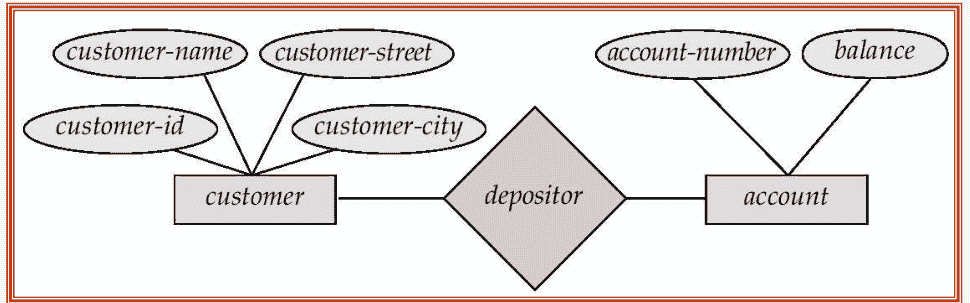 customer-name
customer-street
account-number
balance
customer-id
customer-city
customer
depositor
account